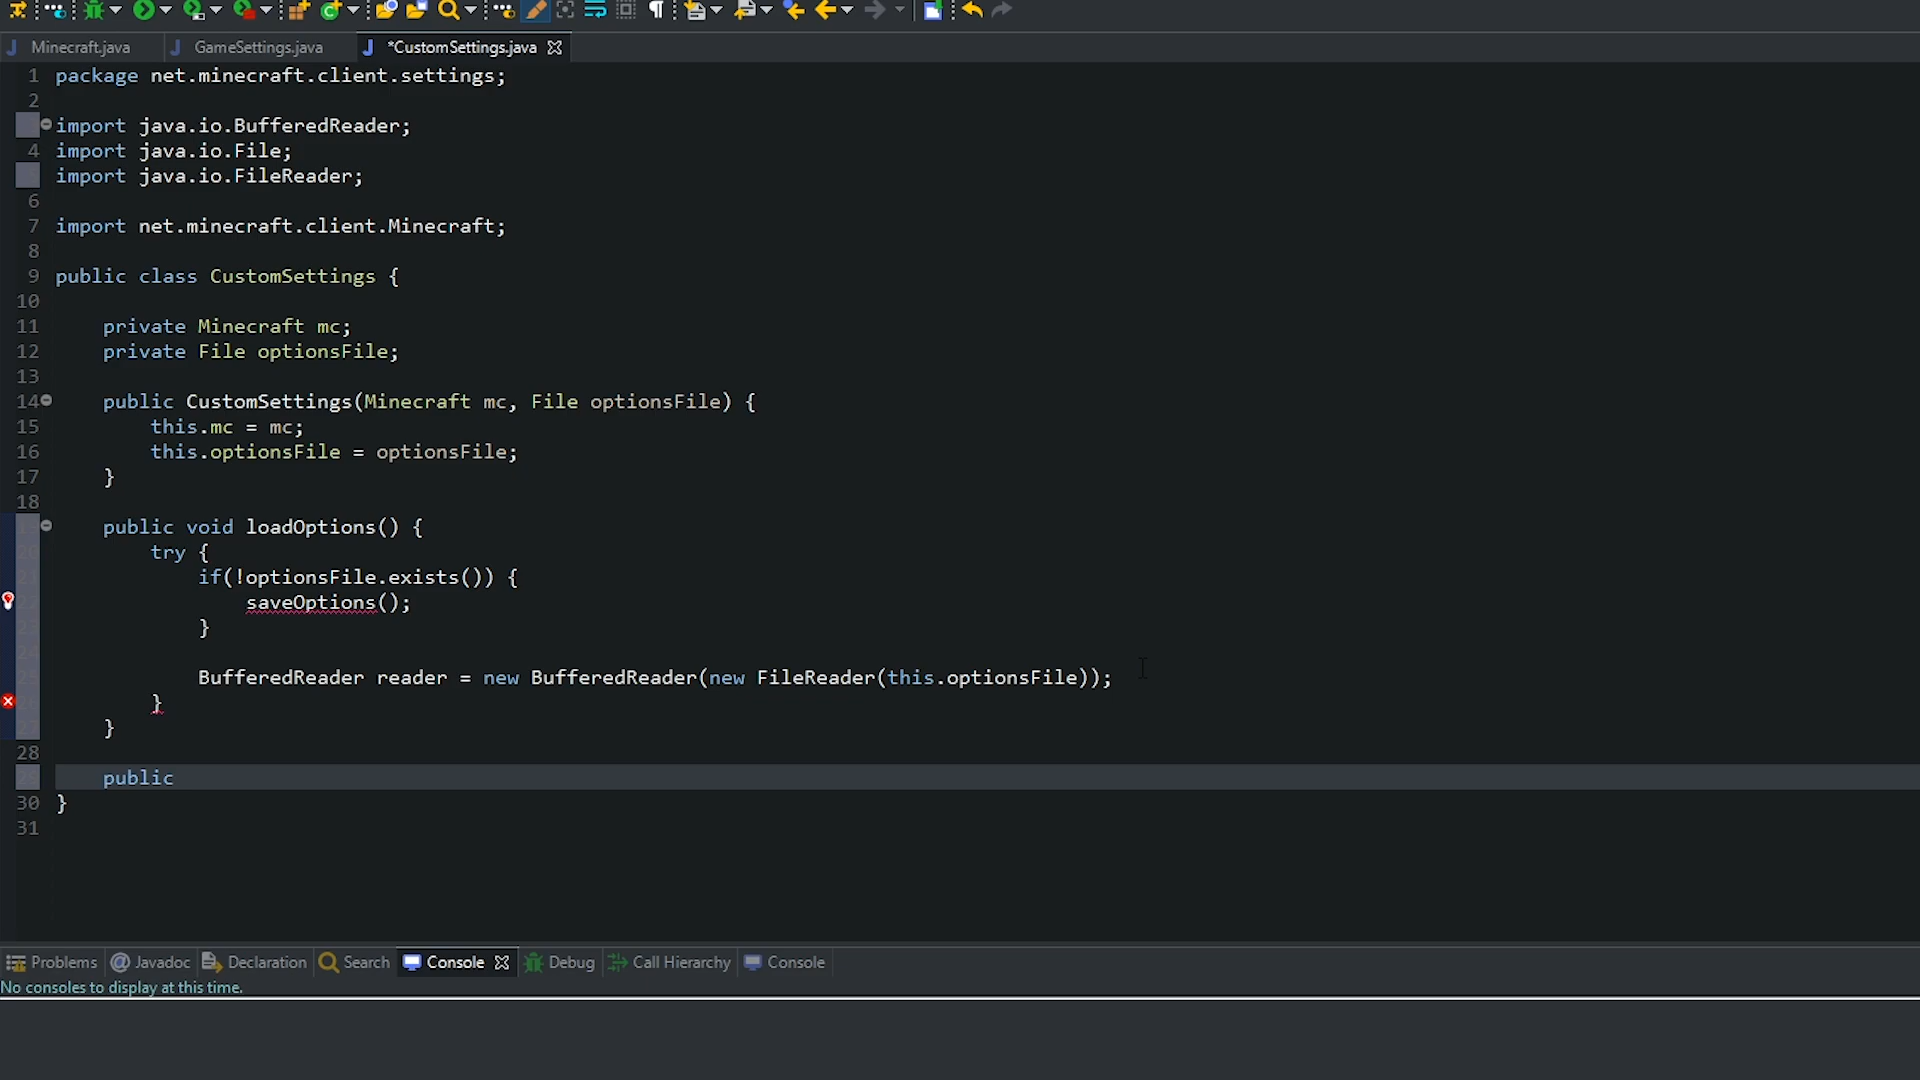 Minecraft.java GameSettings.java *CustomSettings.java
1 package net.minecraft.client.settings;
2
import java.io.BufferedReader;
4 import java.io.File;
import java.io.FileReader;
6
7 import net.minecraft.client.Minecraft;
8
9 public class CustomSettings {
10
11 private Minecraft mc;
12 private File optionsFile;
13
14 public CustomSettings(Minecraft mc, File optionsFile) {
15 this.mc = mc;
16 this.optionsFile = optionsFile;
17 }
18
public void loadOptions() {
try {
if(!optionsFile.exists()) {
saveOptions();
}
BufferedReader reader = new BufferedReader(new FileReader(this.optionsFile));
}
}
28
public
30 }
31
Problems @ Javadoc Declaration Search Console Debug Call Hierarchy Console
No consoles to display at this time.